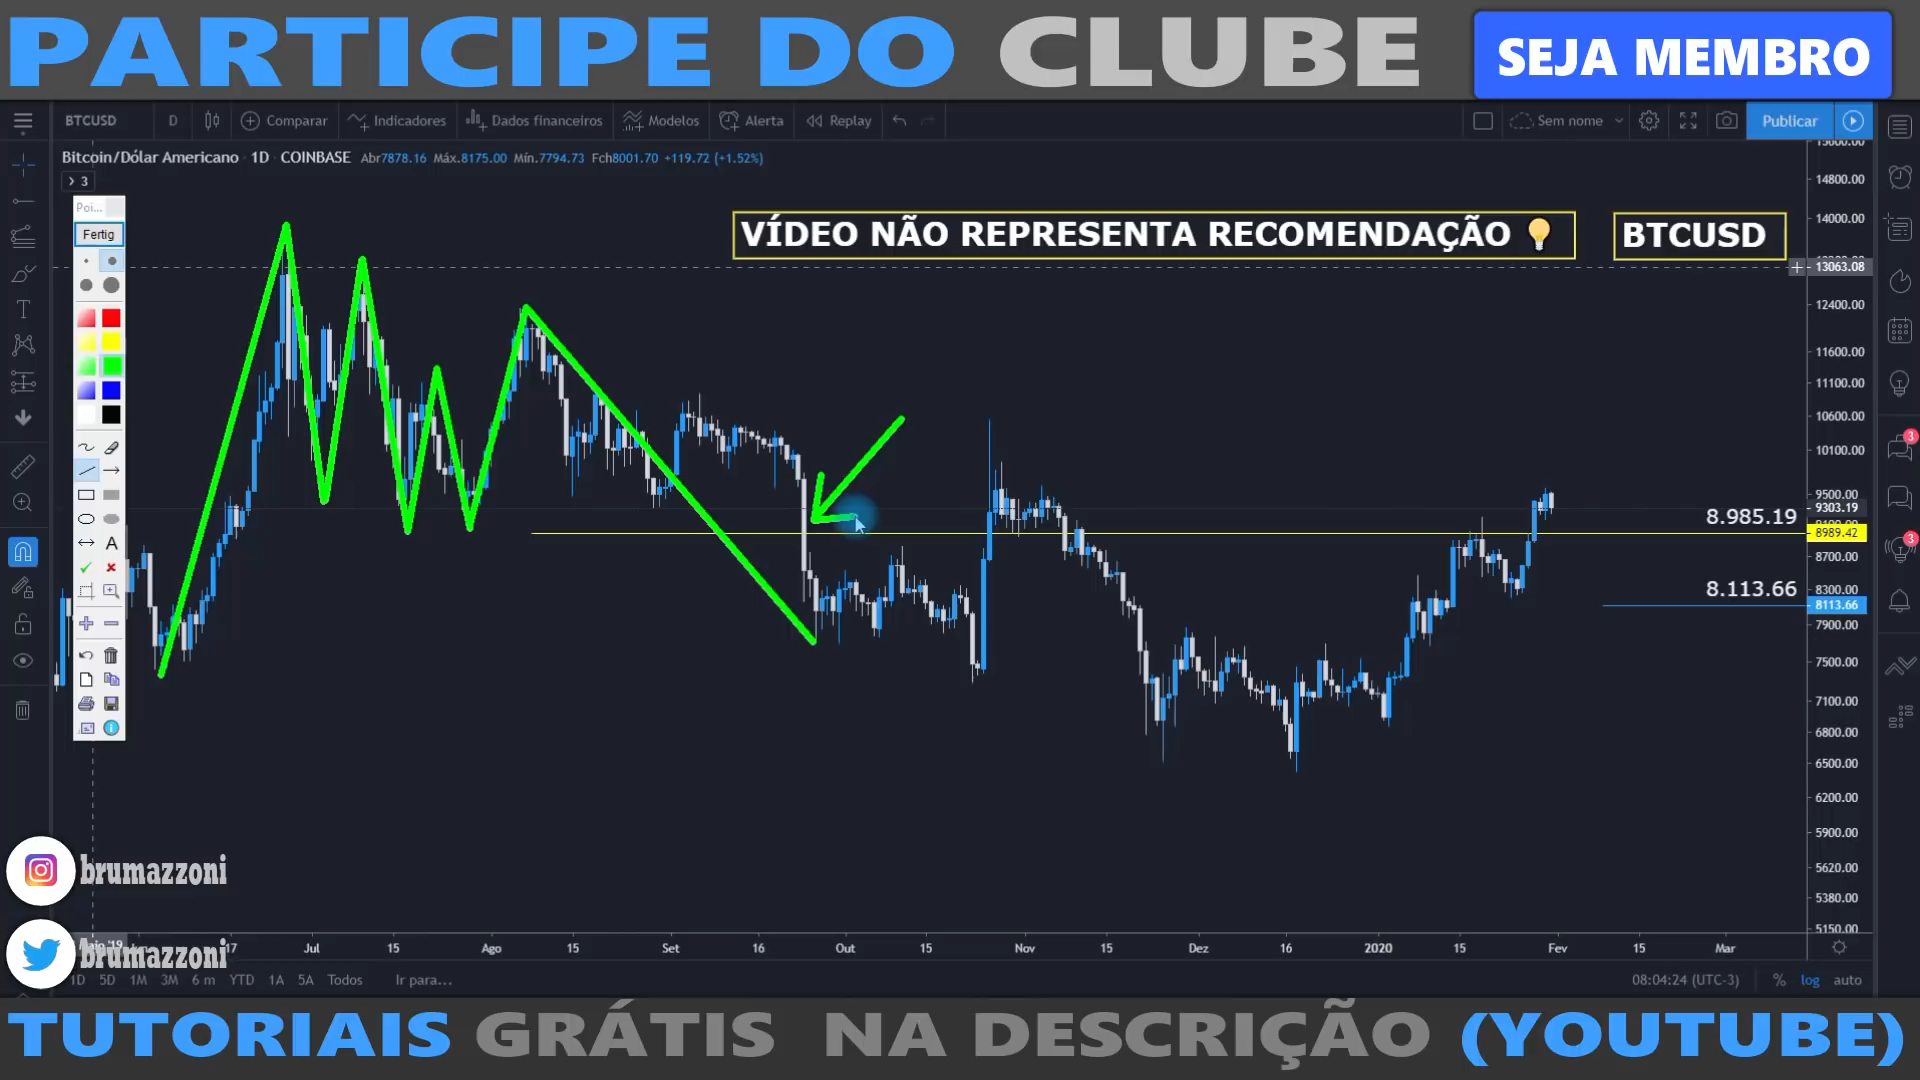 PARTICIPE DO CLUBE
SEJA MEMBRO
BTCUSD D Comparar Indicadores Dados financeiros Modelos Alerta Replay Sem nome Publicar
Bitcoin/Dólar Americano 1D COINBASE Abr7878.16 Máx.8175.00 Mín.7794.73 Fch8001.70 +119.72 (+1.52%)
3
Poi...
Fertig
A
VÍDEO NÃO REPRESENTA RECOMENDAÇÃO
BTCUSD
14800.00
14000.00
13063.08
12400.00
11600.00
11100.00
10600.00
10100.00
9500.00
9303.19
8.985.19
8989.42
8700.00
8.113.66
8300.00
8113.66
7900.00
7500.00
7100.00
6800.00
6500.00
6200.00
5900.00
5620.00
5380.00
5150.00
3
3
brumazzoni
brumazzoni
17 Jul 15 Ago 15 Set 16 Out 15 Nov 15 Dez 16 2020 15 Fev 15 Mar
1D 5D 1M 3M 6 m YTD 1A 5A Todos Ir para...
08:04:24 (UTC-3) % log auto
TUTORIAIS GRÁTIS NA DESCRIÇÃO (YOUTUBE)